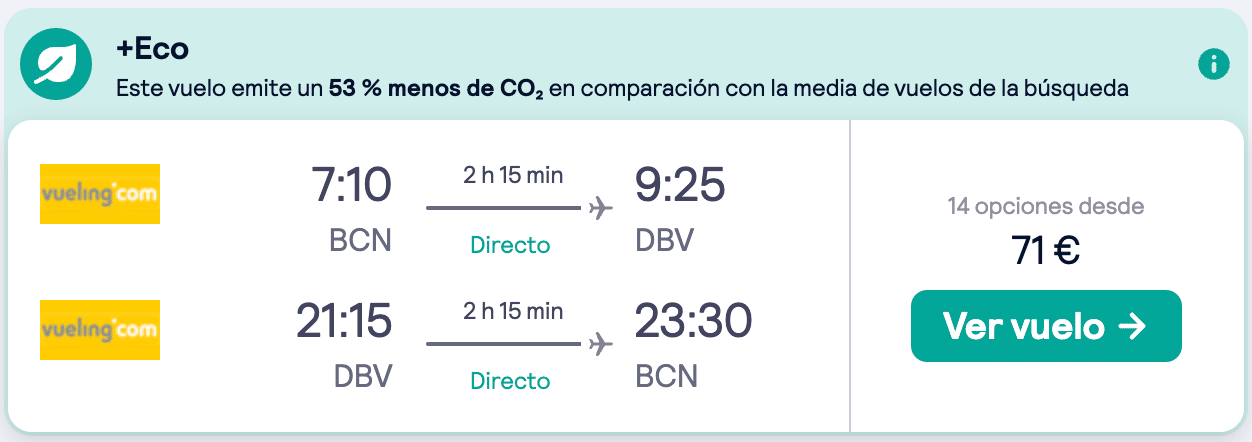 +Eco
Este vuelo emite un 53 % menos de CO₂ en comparación con la media de vuelos de la búsqueda
vueling.com
7:10
2 h 15 min
9:25
BCN
Directo
DBV
vueling.com
21:15
2 h 15 min
23:30
DBV
Directo
BCN
14 opciones desde
71 €
Ver vuelo →